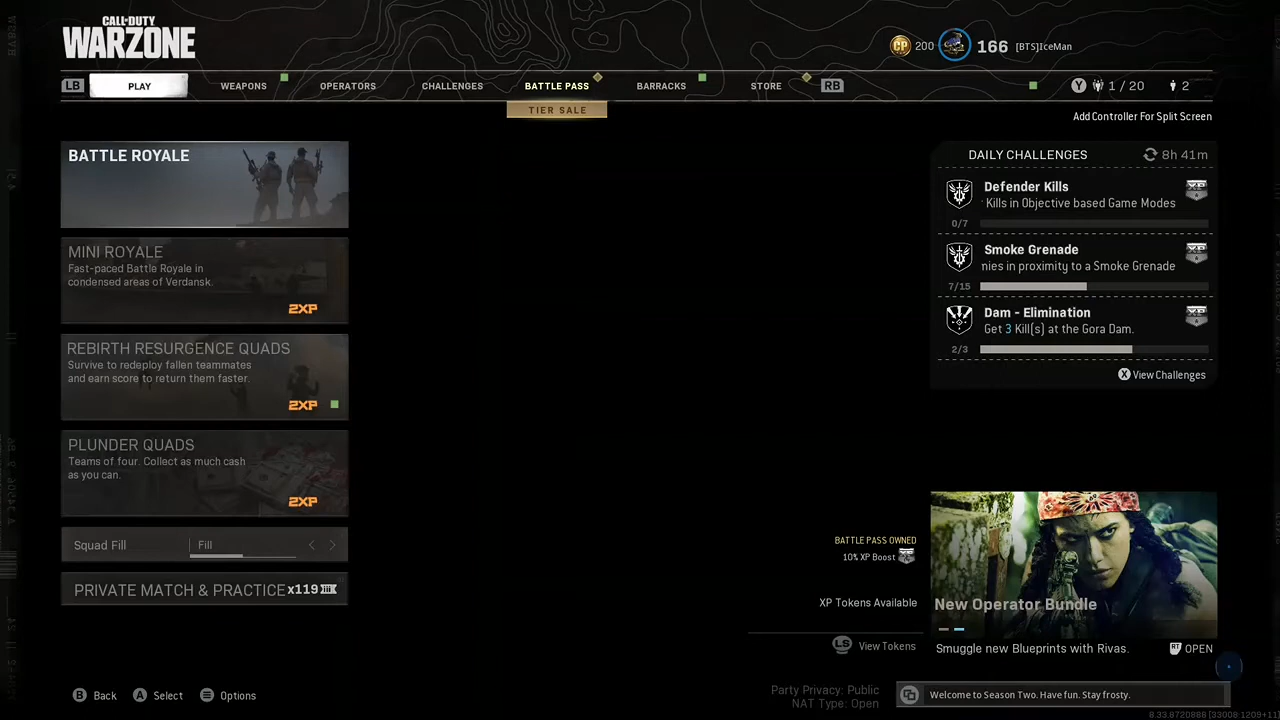 CALL OF DUTY
WARZONE
CP 200 166 [BTS]IceMan
LB PLAY WEAPONS OPERATORS CHALLENGES BATTLE PASS BARRACKS STORE RB Y 1 / 20 2
TIER SALE
Add Controller For Split Screen
BATTLE ROYALE
MINI ROYALE
Fast-paced Battle Royale in
condensed areas of Verdansk.
2XP
REBIRTH RESURGENCE QUADS
Survive to redeploy fallen teammates
and earn score to return them faster.
2XP
PLUNDER QUADS
Teams of four. Collect as much cash
as you can.
2XP
Squad Fill Fill
PRIVATE MATCH & PRACTICE x119
DAILY CHALLENGES 8h 41m
Defender Kills
Kills in Objective based Game Modes
0/7
Smoke Grenade
nies in proximity to a Smoke Grenade
7/15
Dam - Elimination
Get 3 Kill(s) at the Gora Dam.
2/3
X View Challenges
BATTLE PASS OWNED
10% XP Boost
XP Tokens Available
LS View Tokens
New Operator Bundle
Smuggle new Blueprints with Rivas. RT OPEN
B Back A Select Options
Party Privacy: Public
NAT Type: Open
Welcome to Season Two. Have fun. Stay frosty.